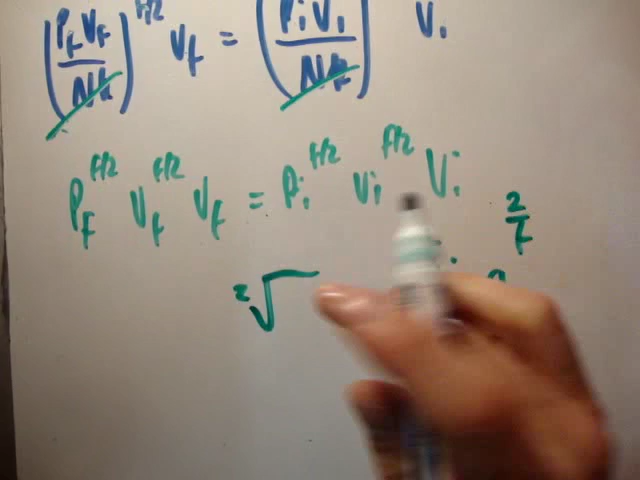 (P_f V_f / Nk)^{f/2} V_f = (P_i V_i / Nk) V_i
P_f^{f/2} V_f^{f/2} V_f = P_i^{f/2} V_i^{f/2} V_i
2/f
²√